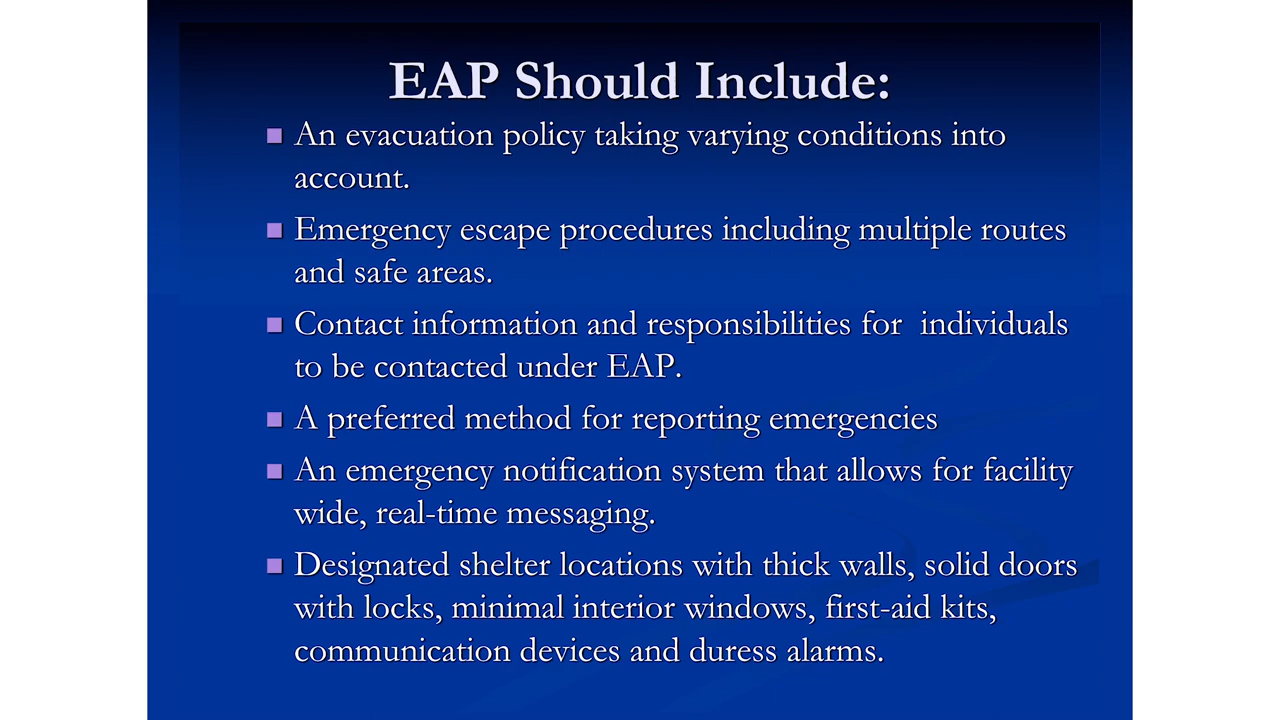 EAP Should Include:
An evacuation policy taking varying conditions into
account.
Emergency escape procedures including multiple routes
and safe areas.
Contact information and responsibilities for  individuals
to be contacted under EAP.
A preferred method for reporting emergencies
An emergency notification system that allows for facility
wide, real-time messaging.
Designated shelter locations with thick walls, solid doors
with locks, minimal interior windows, first-aid kits,
communication devices and duress alarms.